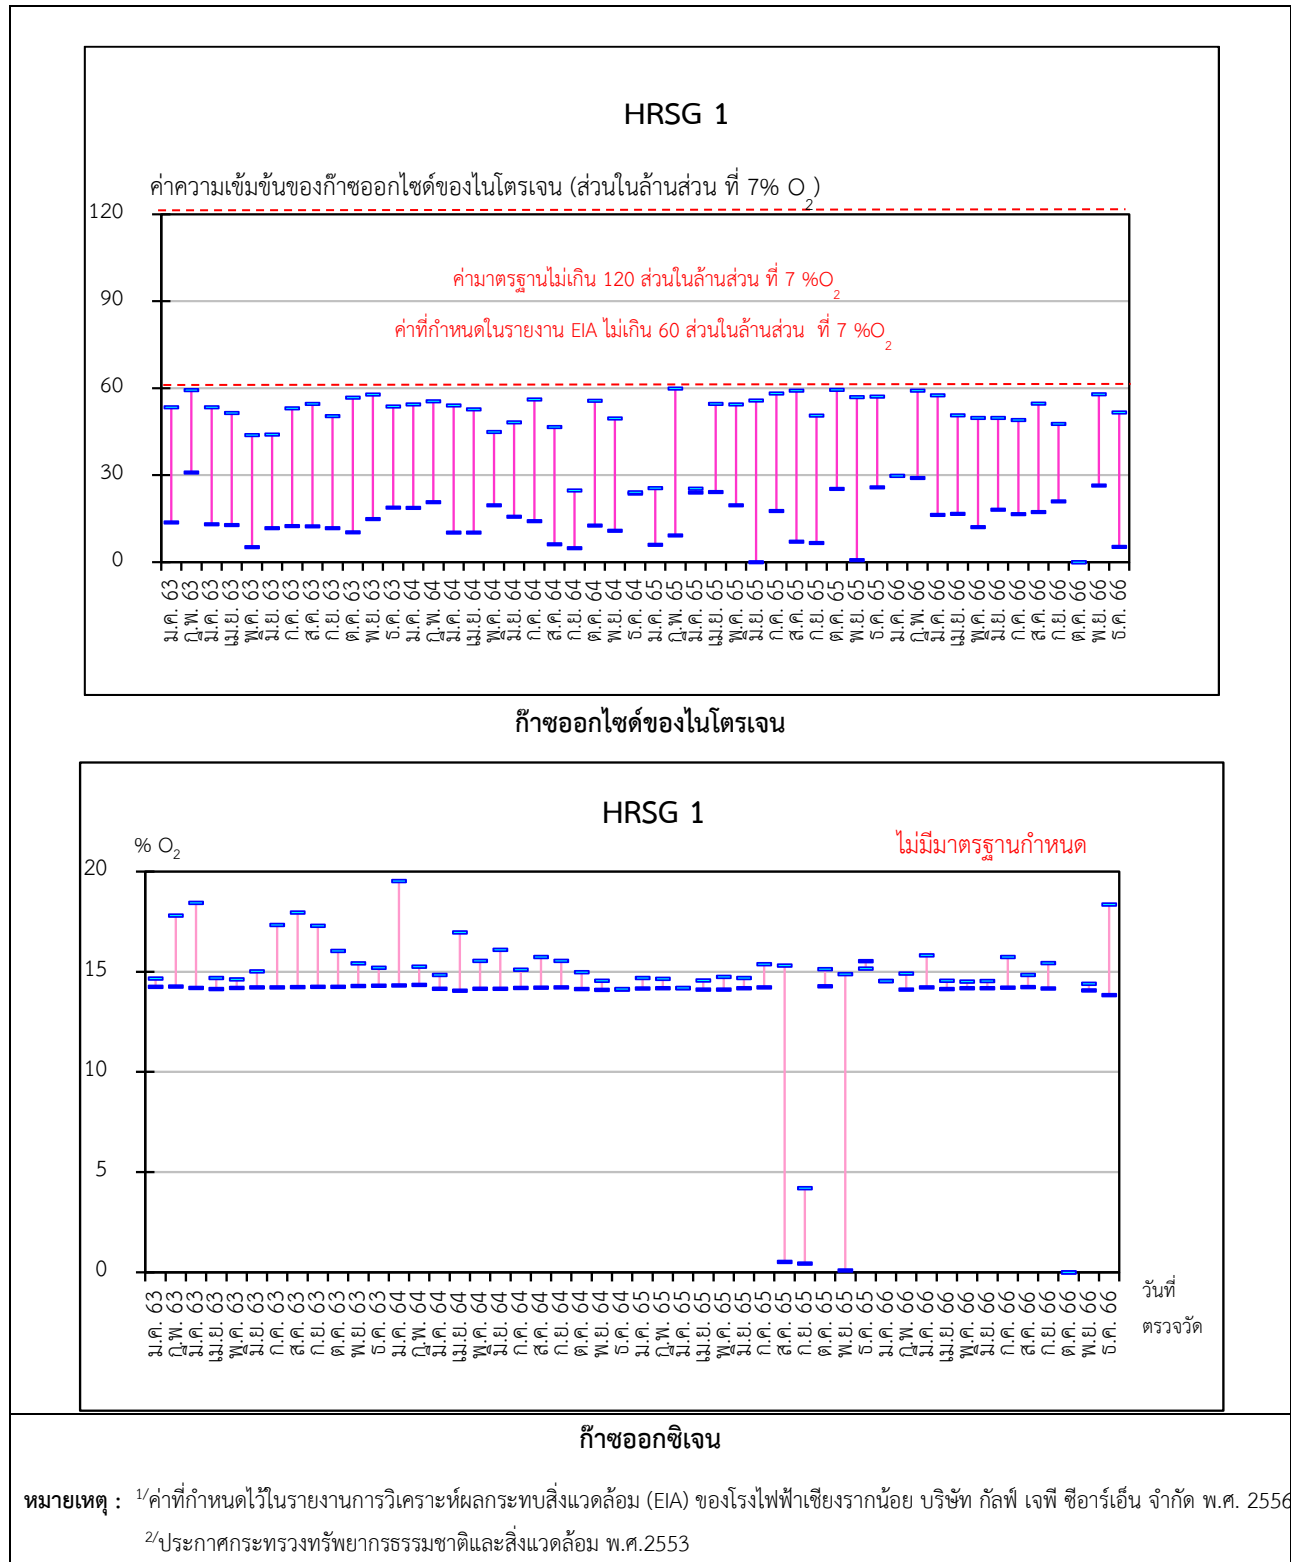 HRSG 1
ค่าความเข้มข้นของก๊าซออกไซด์ของไนโตรเจน (ส่วนในล้านส่วน ที่ 7% O2)
120
ค่ามาตรฐานไม่เกิน 120 ส่วนในล้านส่วน ที่ 7 %O2
90
ค่าที่กำหนดในรายงาน EIA ไม่เกิน 60 ส่วนในล้านส่วน ที่ 7 %O2
60
30
0
ม.ค. 63 ก.พ. 63 ม.ค. 63 เม.ย. 63 พ.ค. 63 มิ.ย. 63 ก.ค. 63 ส.ค. 63 ก.ย. 63 ต.ค. 63 พ.ย. 63 ธ.ค. 63 ม.ค. 64 ก.พ. 64 ม.ค. 64 เม.ย. 64 พ.ค. 64 มิ.ย. 64 ก.ค. 64 ส.ค. 64 ก.ย. 64 ต.ค. 64 พ.ย. 64 ธ.ค. 64 ม.ค. 65 ก.พ. 65 ม.ค. 65 เม.ย. 65 พ.ค. 65 มิ.ย. 65 ก.ค. 65 ส.ค. 65 ก.ย. 65 ต.ค. 65 พ.ย. 65 ธ.ค. 65 ม.ค. 66 ก.พ. 66 ม.ค. 66 เม.ย. 66 พ.ค. 66 มิ.ย. 66 ก.ค. 66 ส.ค. 66 ก.ย. 66 ต.ค. 66 พ.ย. 66 ธ.ค. 66
ก๊าซออกไซด์ของไนโตรเจน
HRSG 1
% O2
ไม่มีมาตรฐานกำหนด
20
15
10
5
0
ม.ค. 63 ก.พ. 63 ม.ค. 63 เม.ย. 63 พ.ค. 63 มิ.ย. 63 ก.ค. 63 ส.ค. 63 ก.ย. 63 ต.ค. 63 พ.ย. 63 ธ.ค. 63 ม.ค. 64 ก.พ. 64 ม.ค. 64 เม.ย. 64 พ.ค. 64 มิ.ย. 64 ก.ค. 64 ส.ค. 64 ก.ย. 64 ต.ค. 64 พ.ย. 64 ธ.ค. 64 ม.ค. 65 ก.พ. 65 ม.ค. 65 เม.ย. 65 พ.ค. 65 มิ.ย. 65 ก.ค. 65 ส.ค. 65 ก.ย. 65 ต.ค. 65 พ.ย. 65 ธ.ค. 65 ม.ค. 66 ก.พ. 66 ม.ค. 66 เม.ย. 66 พ.ค. 66 มิ.ย. 66 ก.ค. 66 ส.ค. 66 ก.ย. 66 ต.ค. 66 พ.ย. 66 ธ.ค. 66
วันที่
ตรวจวัด
ก๊าซออกซิเจน
หมายเหตุ : 1/ค่าที่กำหนดไว้ในรายงานการวิเคราะห์ผลกระทบสิ่งแวดล้อม (EIA) ของโรงไฟฟ้าเชียงรากน้อย บริษัท กัลฟ์ เจพี ซีอาร์เอ็น จำกัด พ.ศ. 2556
2/ประกาศกระทรวงทรัพยากรธรรมชาติและสิ่งแวดล้อม พ.ศ.2553